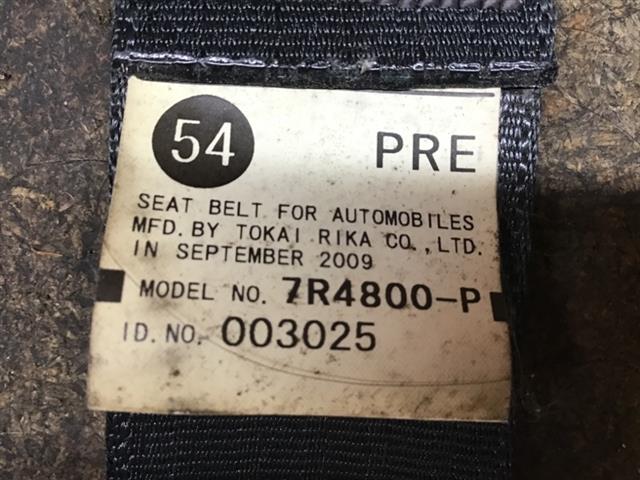 54 PRE
SEAT BELT FOR AUTOMOBILES
MFD. BY TOKAI RIKA CO., LTD.
IN SEPTEMBER 2009
MODEL NO. 7R4800-P
ID. NO. 003025